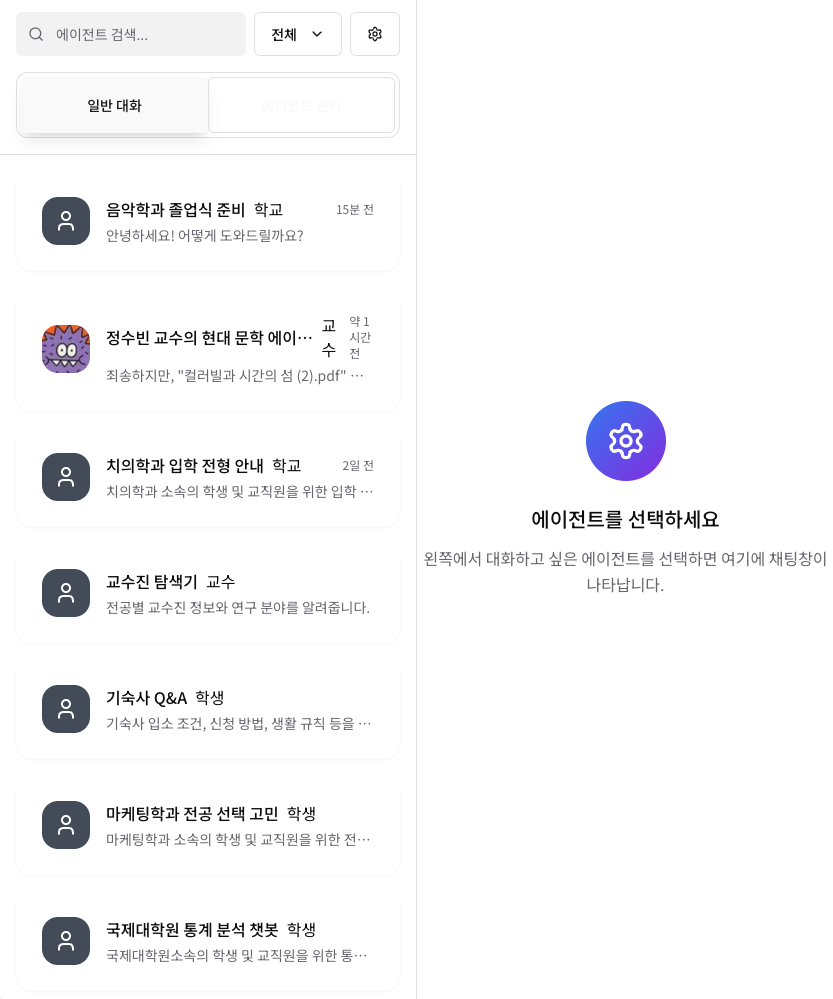 에이전트 검색...
전체
일반 대화
에이전트 관리
음악학과 졸업식 준비 학교 15분 전
안녕하세요! 어떻게 도와드릴까요?
정수빈 교수의 현대 문학 에이… 교수 약 1시간 전
죄송하지만, "컬러빌과 시간의 섬 (2).pdf" …
치의학과 입학 전형 안내 학교 2일 전
치의학과 소속의 학생 및 교직원을 위한 입학 …
교수진 탐색기 교수
전공별 교수진 정보와 연구 분야를 알려줍니다.
기숙사 Q&A 학생
기숙사 입소 조건, 신청 방법, 생활 규칙 등을 …
마케팅학과 전공 선택 고민 학생
마케팅학과 소속의 학생 및 교직원을 위한 전…
국제대학원 통계 분석 챗봇 학생
국제대학원소속의 학생 및 교직원을 위한 통…
에이전트를 선택하세요
왼쪽에서 대화하고 싶은 에이전트를 선택하면 여기에 채팅창이
나타납니다.